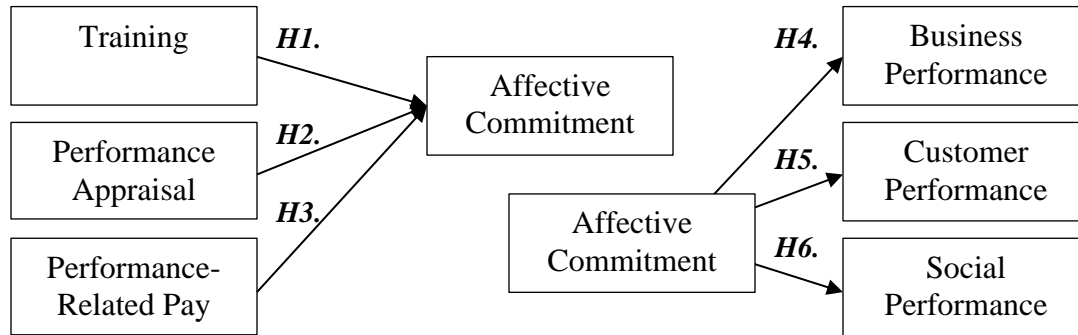 Training
H1.
Affective
Commitment
H2.
Performance
Appraisal
H3.
Performance-
Related Pay
H4.
Business
Performance
H5.
Customer
Performance
Affective
Commitment
H6.
Social
Performance